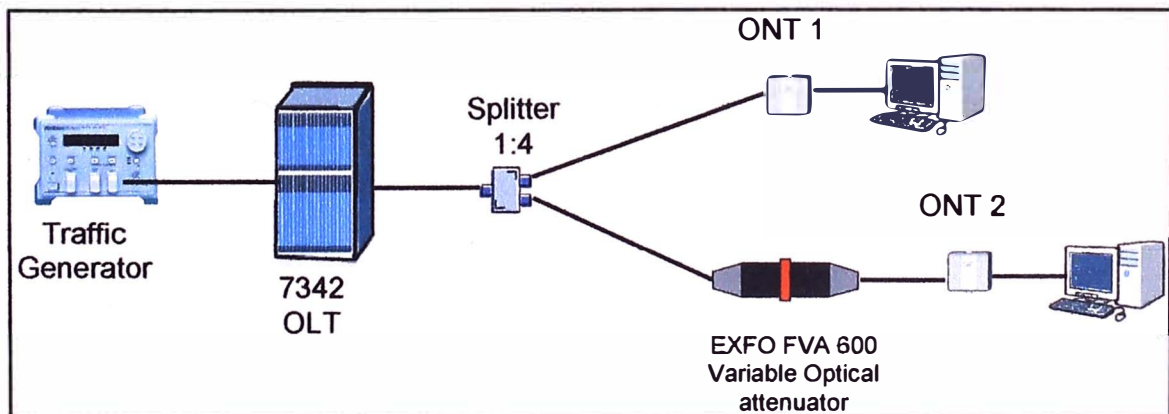 ONT 1
Splitter
1:4
ONT 2
Traffic
Generator
7342
OLT
EXFO FVA 600
Variable Optical
attenuator